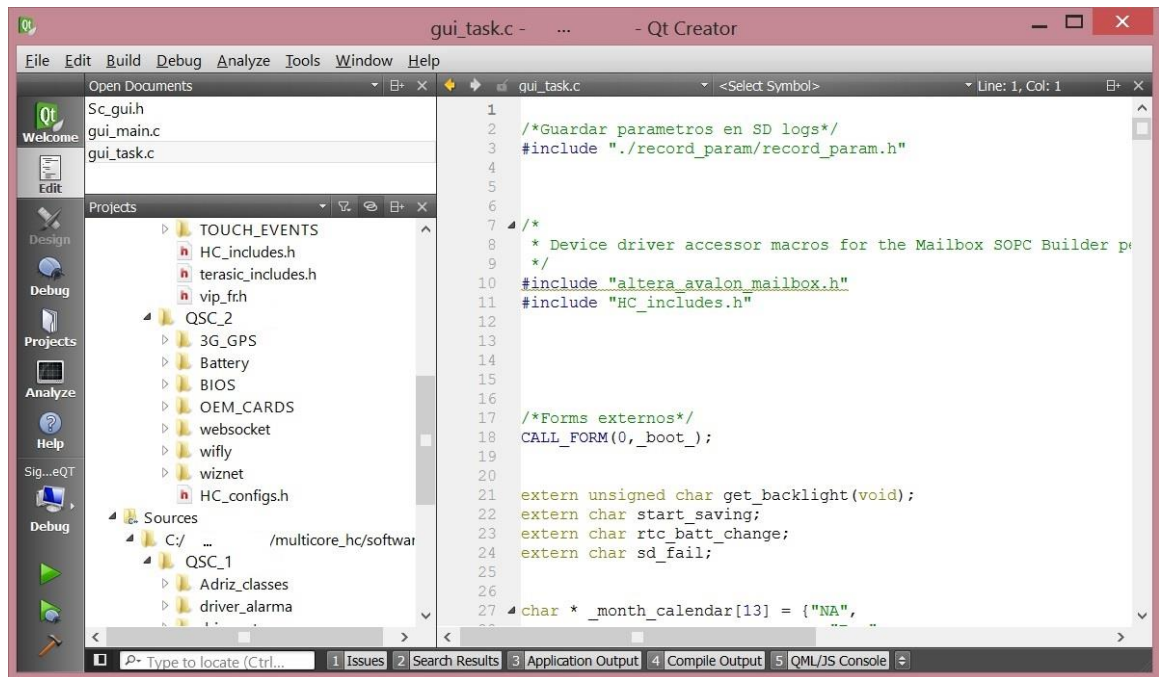 gui_task.c - ... - Qt Creator
File Edit Build Debug Analyze Tools Window Help
Open Documents
Sc_gui.h
gui_main.c
gui_task.c
Welcome
Edit
Design
Debug
Projects
Analyze
Help
Sig...eQT
Debug
Projects
TOUCH_EVENTS
HC_includes.h
terasic_includes.h
vip_fr.h
QSC_2
3G_GPS
Battery
BIOS
OEM_CARDS
websocket
wifly
wiznet
HC_configs.h
Sources
C:/ ... /multicore_hc/softwar
QSC_1
Adriz_classes
driver_alarma
gui_task.c <Select Symbol> Line: 1, Col: 1
1
2 /*Guardar parametros en SD logs*/
3 #include "./record_param/record_param.h"
4
5
6
7 /*
8 * Device driver accessor macros for the Mailbox SOPC Builder pe
9 */
10 #include "altera_avalon_mailbox.h"
11 #include "HC_includes.h"
12
13
14
15
16
17 /*Forms externos*/
18 CALL_FORM(0,_boot_);
19
20
21 extern unsigned char get_backlight(void);
22 extern char start_saving;
23 extern char rtc_batt_change;
24 extern char sd_fail;
25
26
27 char * _month_calendar[13] = {"NA",
Type to locate (Ctrl... 1 Issues 2 Search Results 3 Application Output 4 Compile Output 5 QML/JS Console